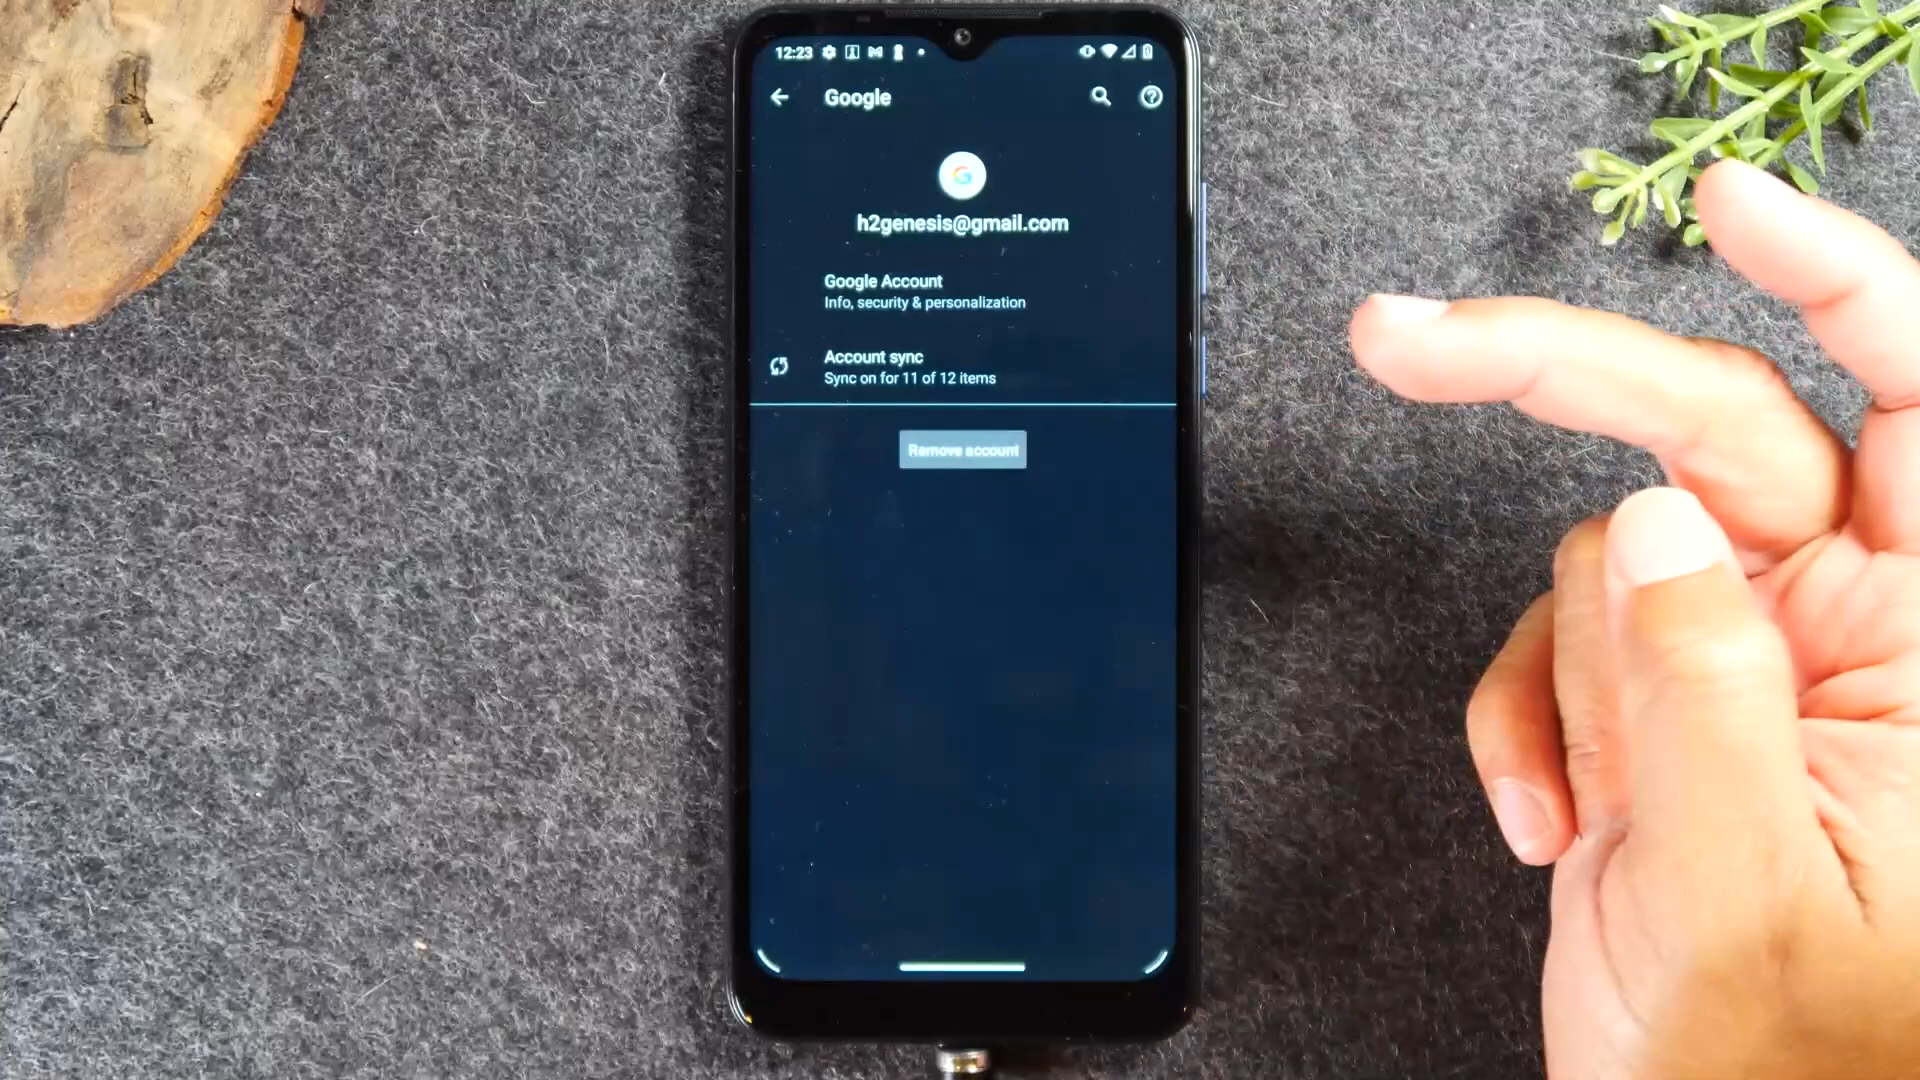 12:23
Google
G
h2genesis@gmail.com
Google Account
Info, security & personalization
Account sync
Sync on for 11 of 12 items
Remove account